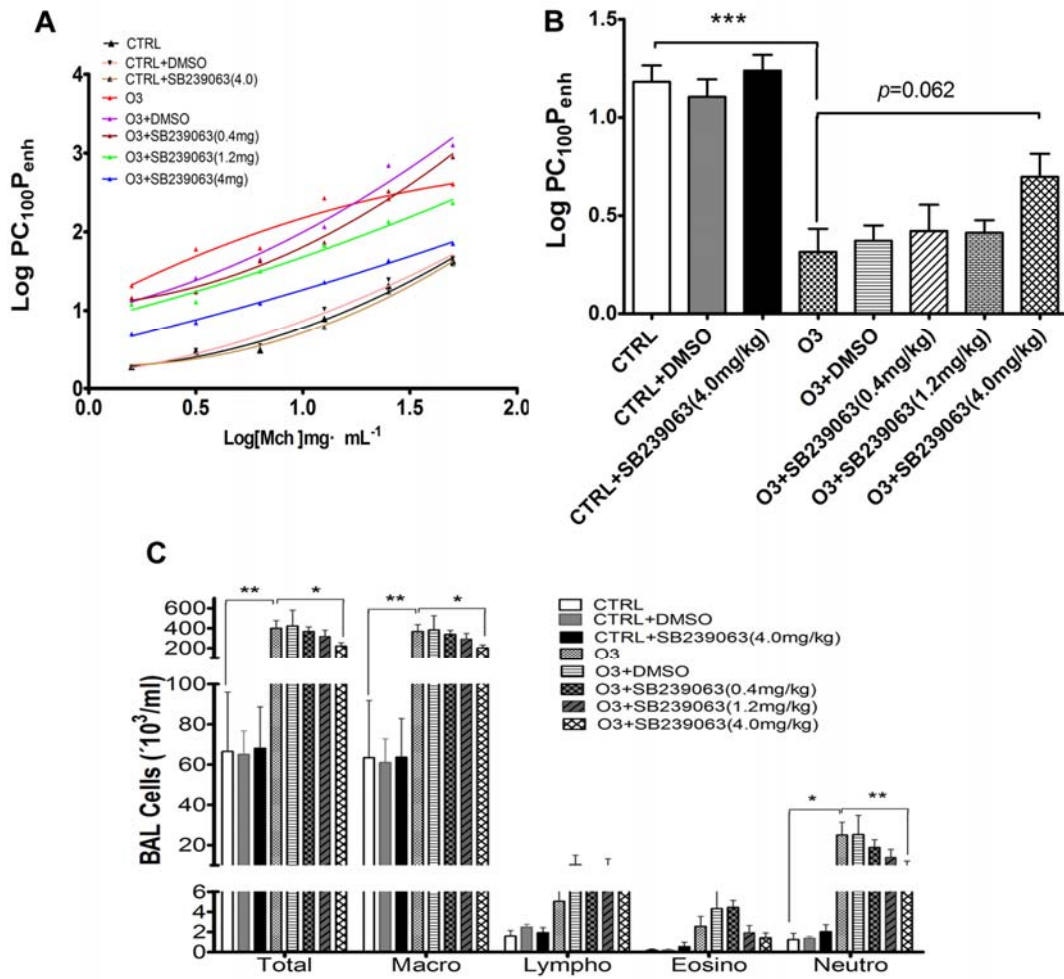 A
CTRL
CTRL+DMSO
CTRL+SB239063(4.0)
O3
O3+DMSO
O3+SB239063(0.4mg)
O3+SB239063(1.2mg)
O3+SB239063(4mg)
Log PC100Penh
4
3
2
1
0
0.0 0.5 1.0 1.5 2.0
Log[Mch]mg· mL-1
B
Log PC100Penh
1.5
1.0
0.5
0.0
***
p=0.062
CTRL
CTRL+DMSO
CTRL+SB239063(4.0mg/kg)
O3
O3+DMSO
O3+SB239063(0.4mg/kg)
O3+SB239063(1.2mg/kg)
O3+SB239063(4.0mg/kg)
C
BAL Cells (´10³/ml)
600
400
200
100
80
60
40
20
6
4
2
0
** *
** *
* **
Total Macro Lympho Eosino Neutro
CTRL
CTRL+DMSO
CTRL+SB239063(4.0mg/kg)
O3
O3+DMSO
O3+SB239063(0.4mg/kg)
O3+SB239063(1.2mg/kg)
O3+SB239063(4.0mg/kg)